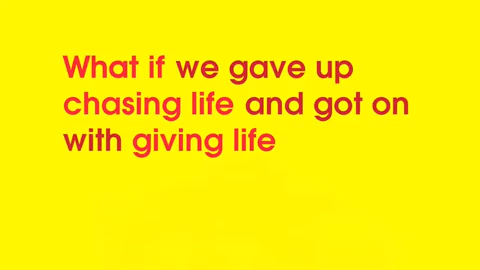 What if we gave up
chasing life and got on
with giving life